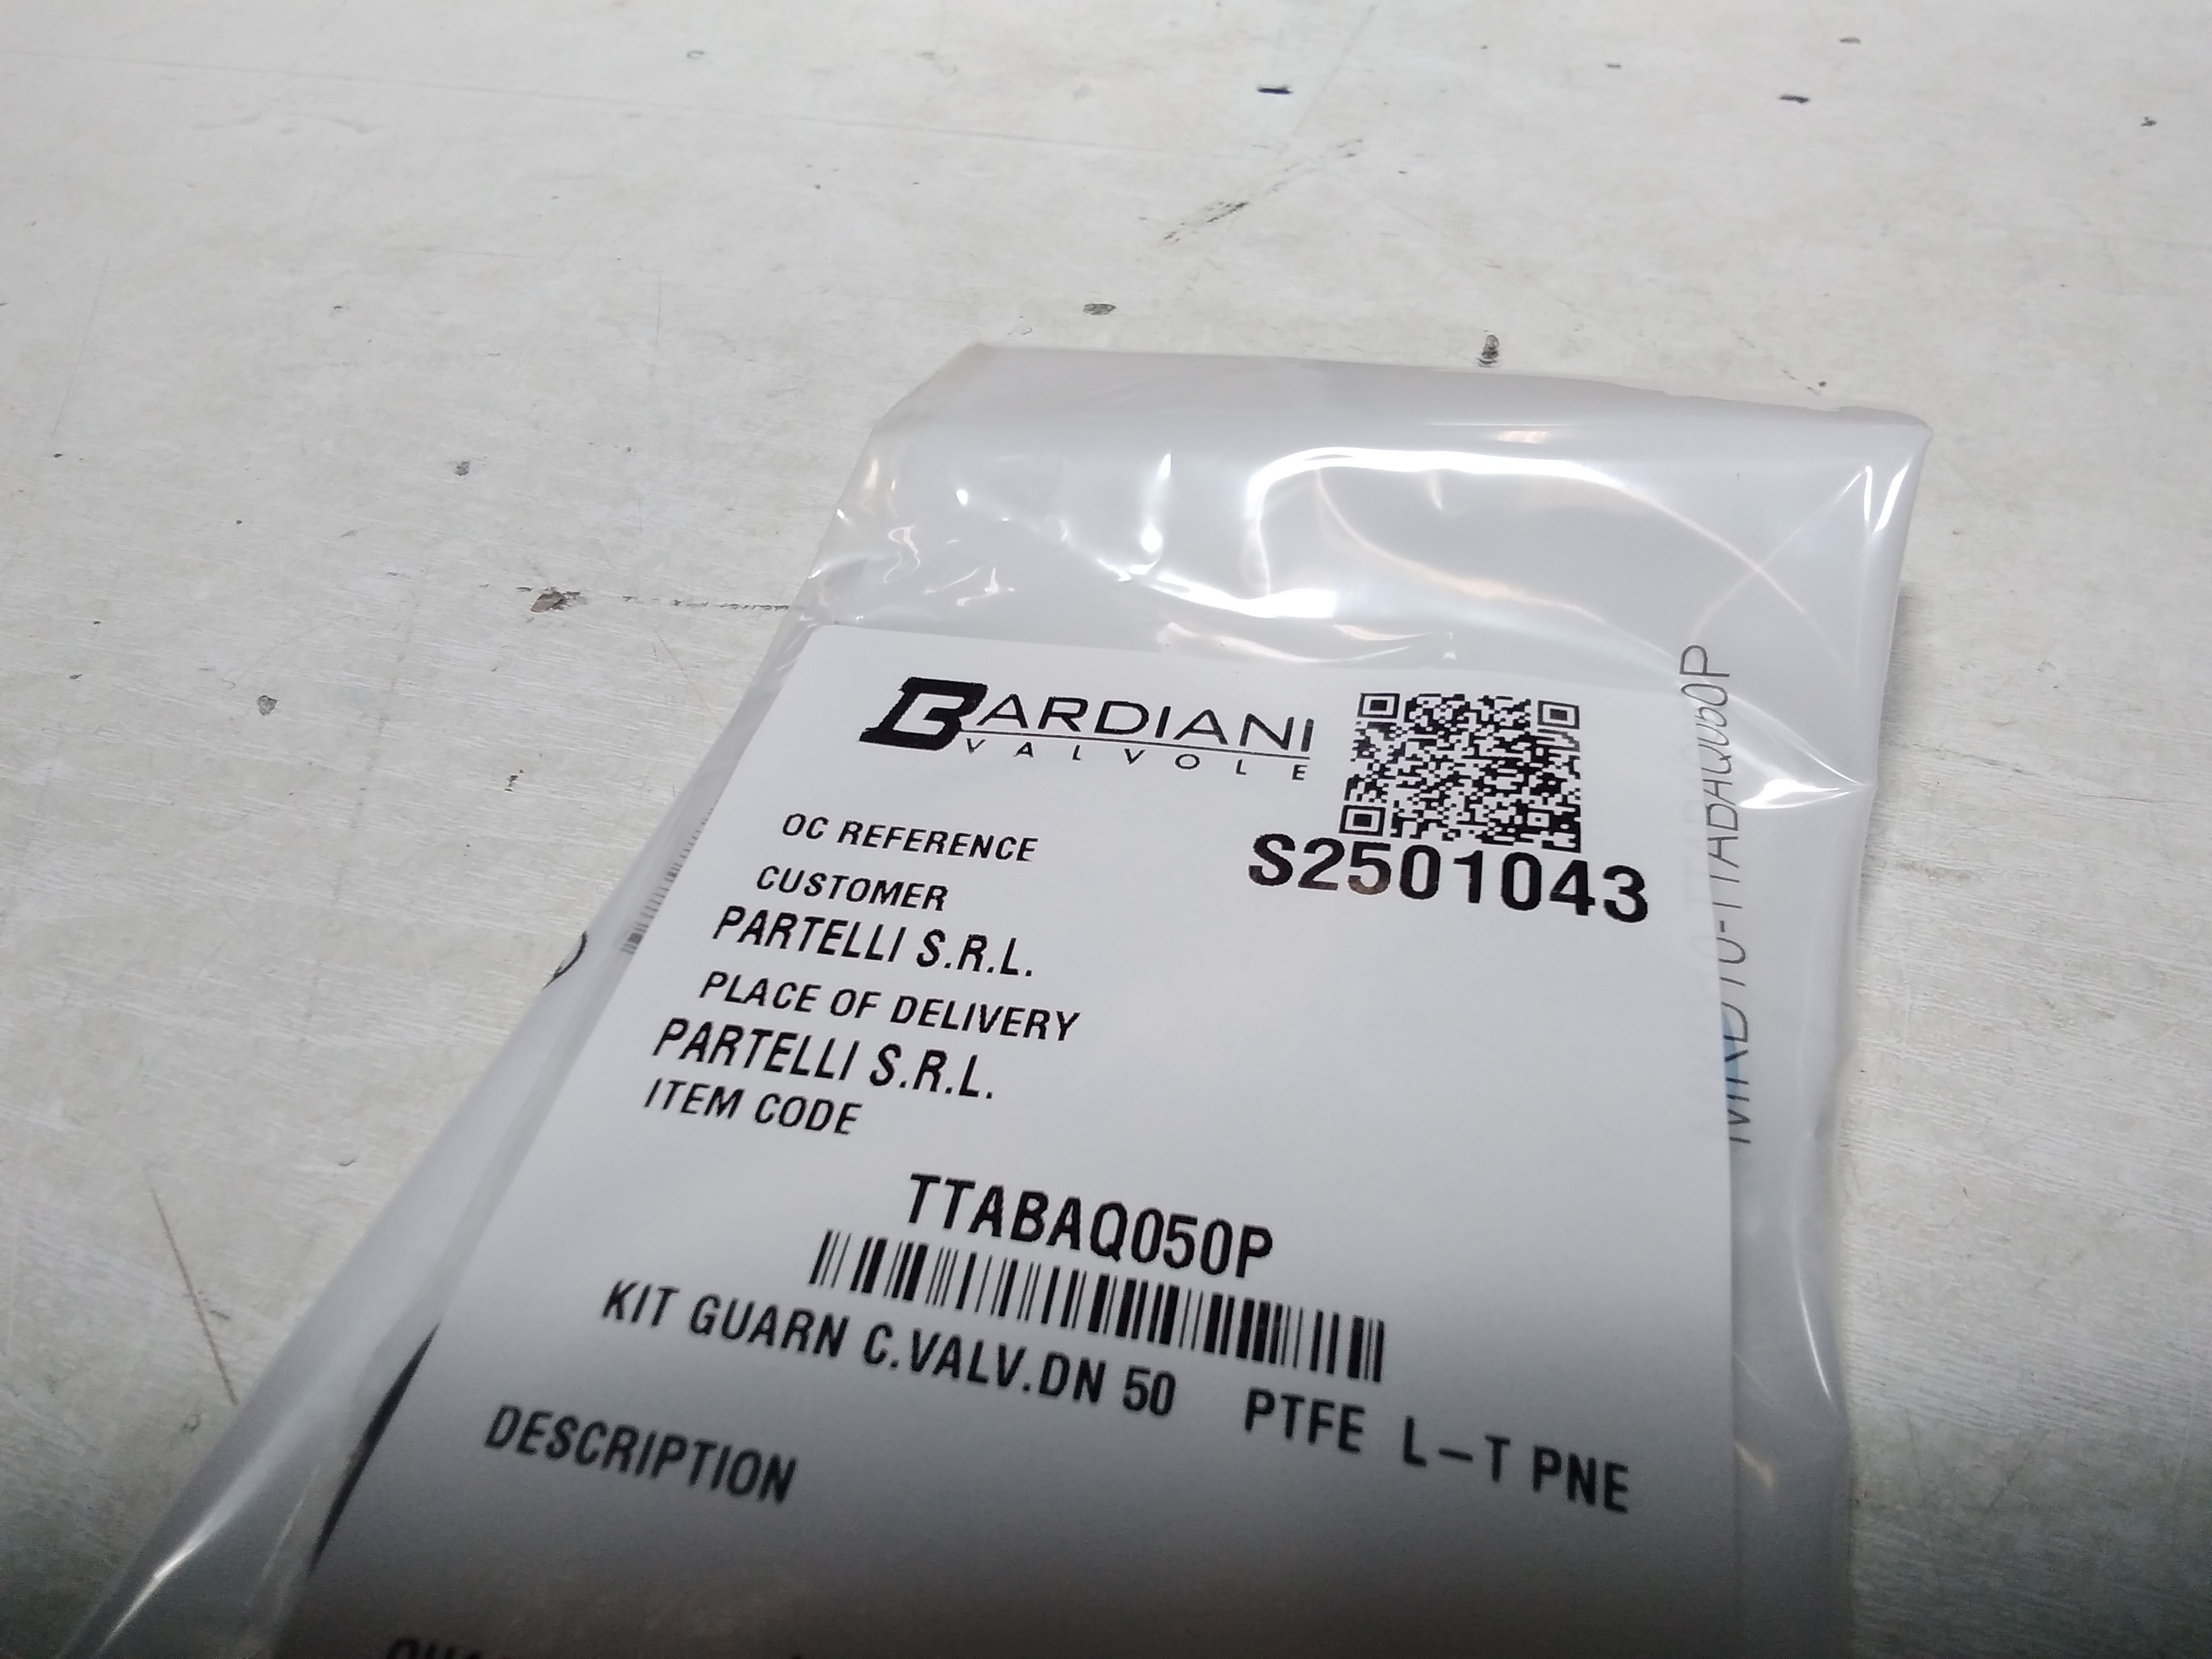 BARDIANI
VALVOLE
OC REFERENCE
S2501043
CUSTOMER
PARTELLI S.R.L.
PLACE OF DELIVERY
PARTELLI S.R.L.
ITEM CODE
TTABAQ050P
KIT GUARN C.VALV.DN 50 PTFE L-T PNE
DESCRIPTION